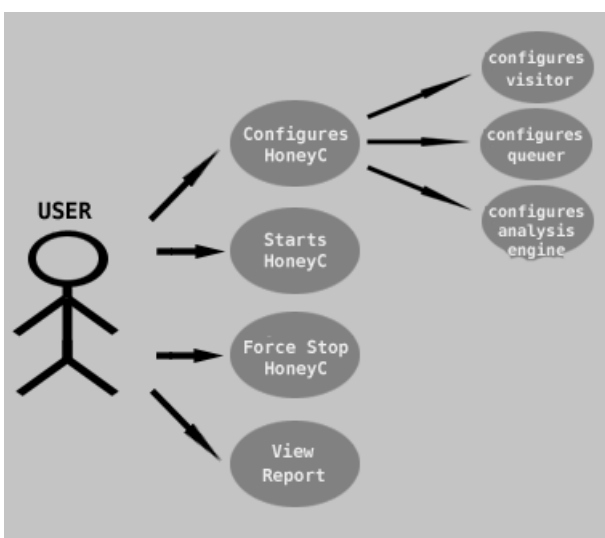 USER
Configures
HoneyC
Starts
HoneyC
Force Stop
HoneyC
View
Report
configures
visitor
configures
queuer
configures
analysis
engine